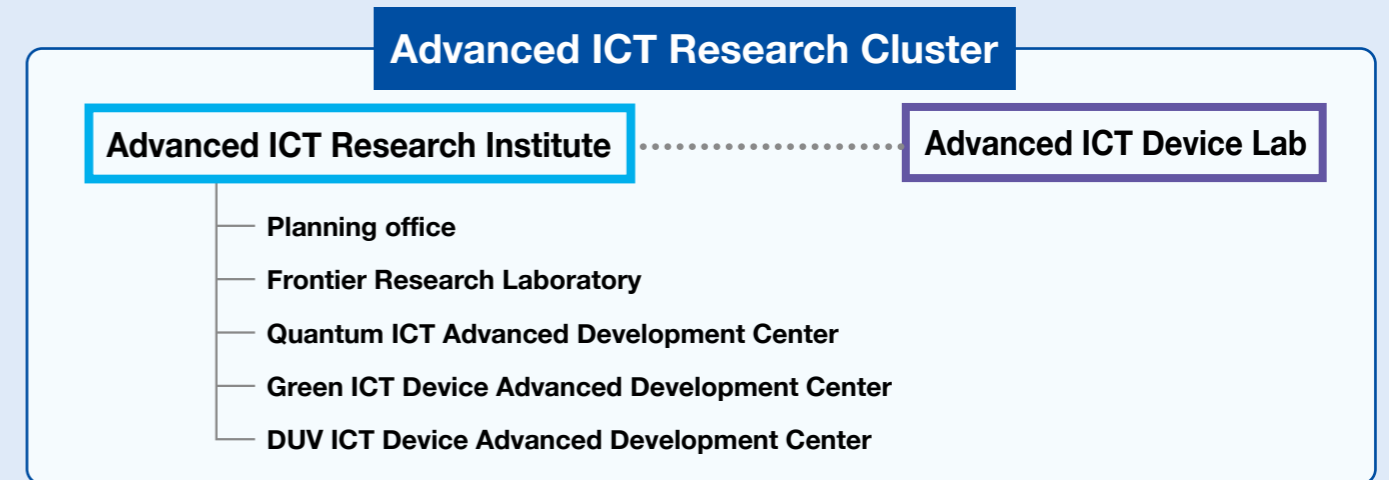 Advanced ICT Research Cluster
Advanced ICT Research Institute
Advanced ICT Device Lab
Planning office
Frontier Research Laboratory
Quantum ICT Advanced Development Center
Green ICT Device Advanced Development Center
DUV ICT Device Advanced Development Center